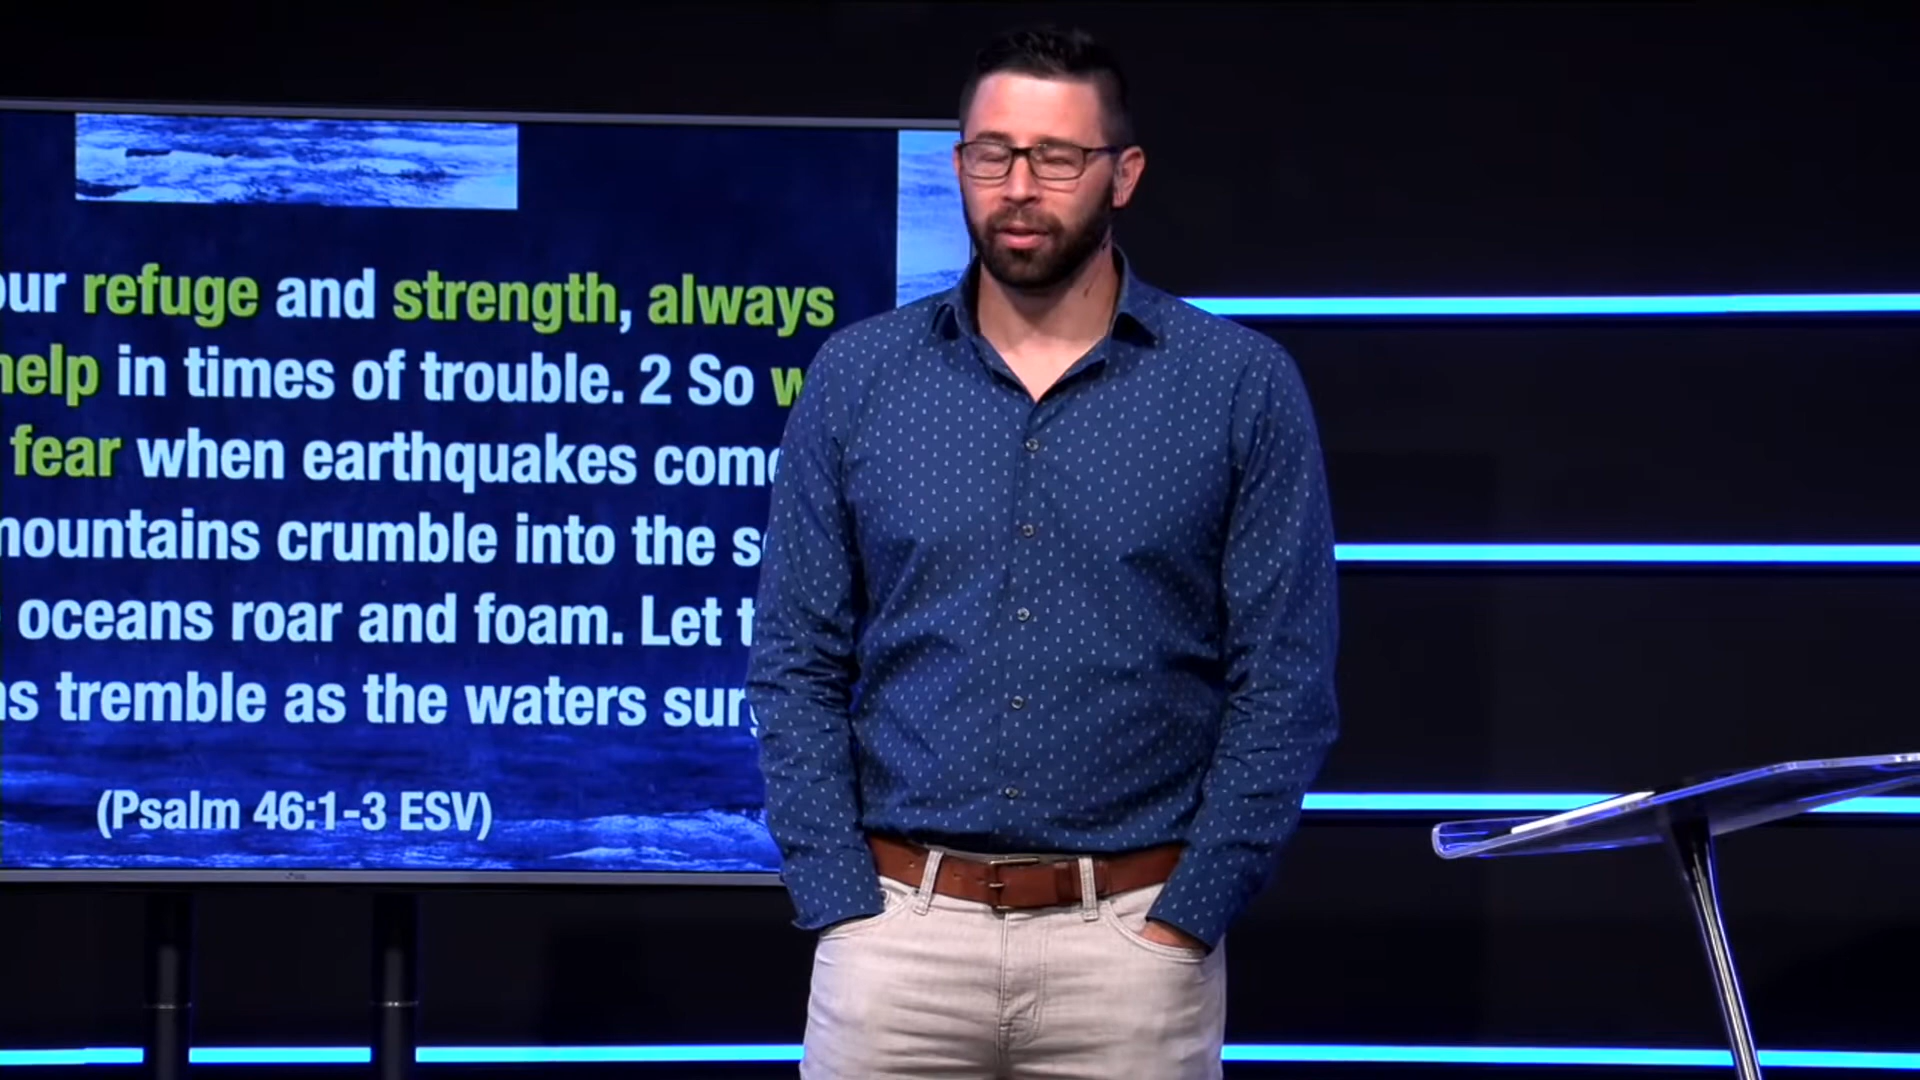 our refuge and strength, always
help in times of trouble. 2 So
fear when earthquakes come
mountains crumble into the
oceans roar and foam. Let
tremble as the waters
(Psalm 46:1-3 ESV)